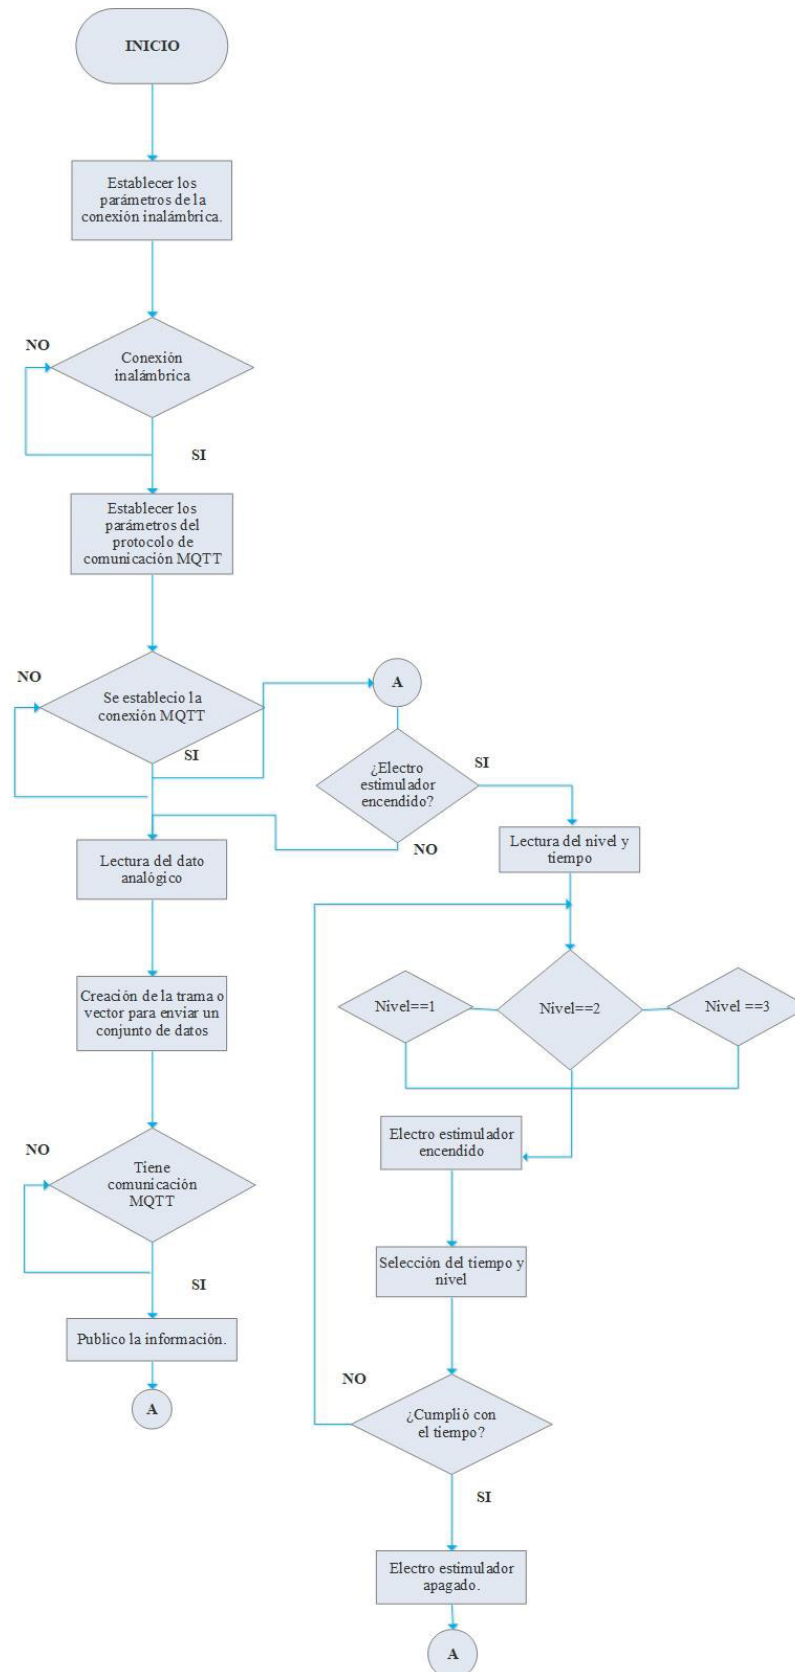 INICIO
Establecer los
parámetros de la
conexión inalámbrica.
NO
Conexión
inalámbrica
SI
Establecer los
parámetros del
protocolo de
comunicación MQTT
NO
Se establecio la
conexión MQTT
SI
A
¿Electro
estimulador
encendido?
SI
NO
Lectura del nivel y
tiempo
Lectura del dato
analógico
Creación de la trama o
vector para enviar un
conjunto de datos
NO
Tiene
comunicación
MQTT
SI
Publico la información.
A
Nivel==1
Nivel==2
Nivel ==3
Electro estimulador
encendido
Selección del tiempo y
nivel
NO
¿Cumplió con
el tiempo?
SI
Electro estimulador
apagado.
A